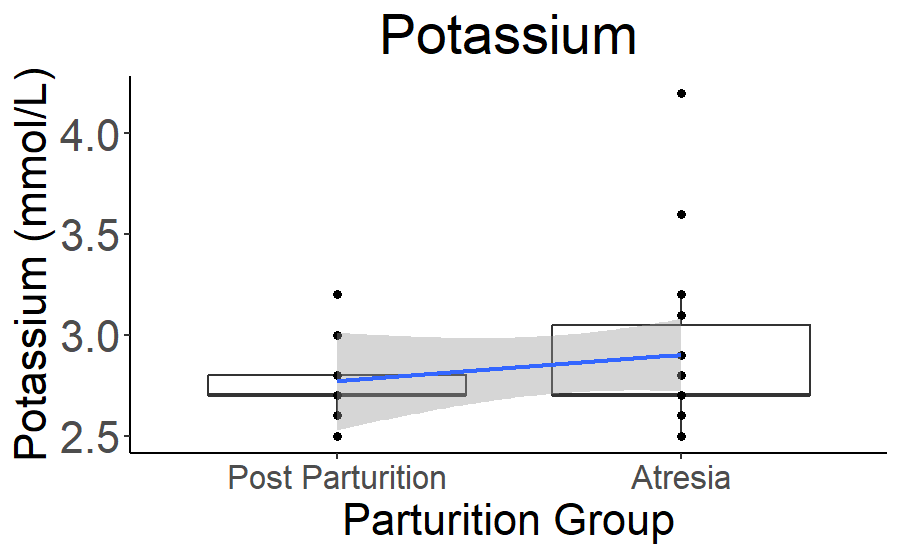 Potassium
Potassium (mmol/L)
4.0
3.5
3.0
2.5
Post Parturition
Atresia
Parturition Group